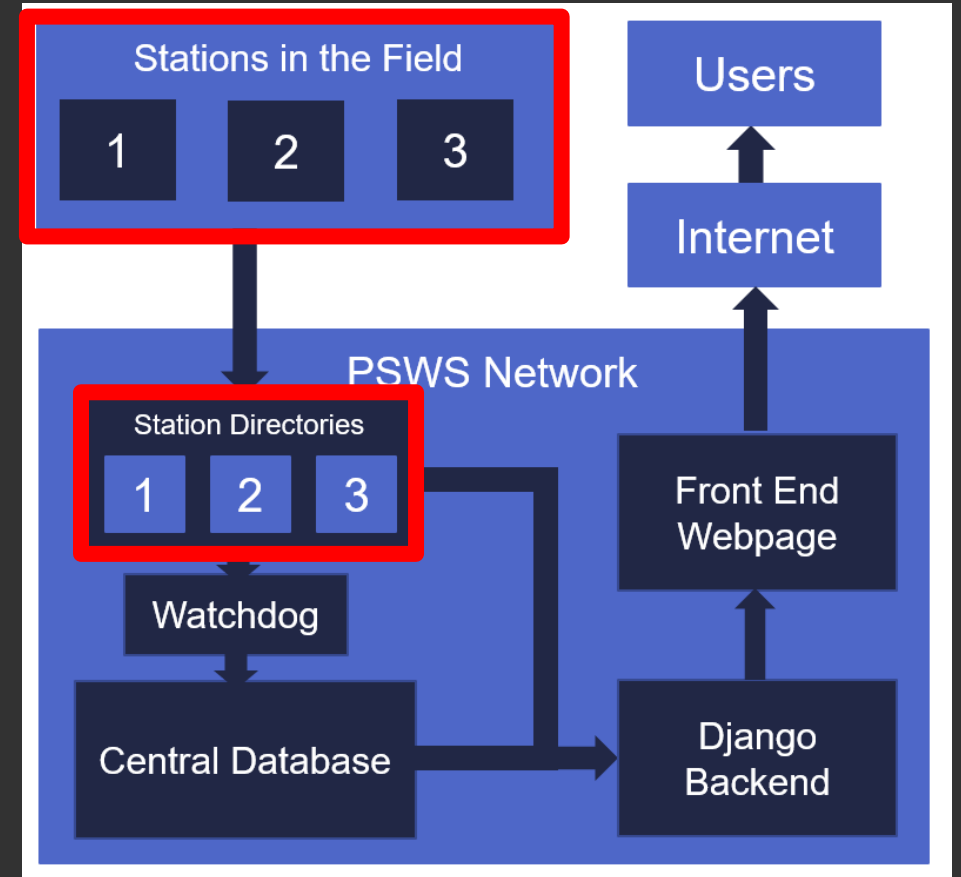 Stations in the Field
1 2 3
Users
Internet
PSWS Network
Station Directories
1 2 3
Watchdog
Central Database
Front End
Webpage
Django
Backend